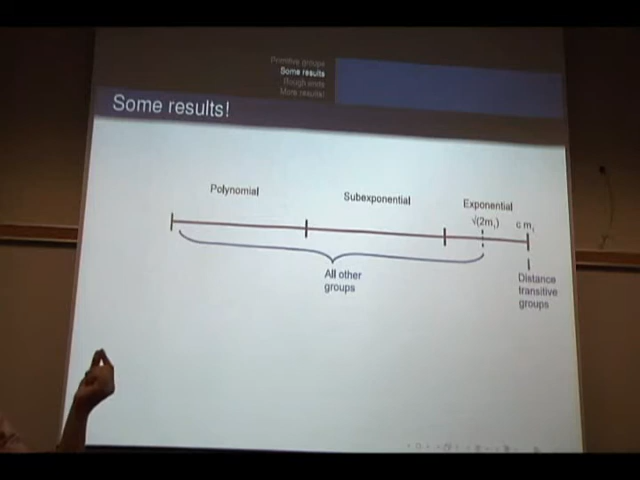 Primitive groups
Some results
Rough ends
More results!
Some results!
Polynomial
Subexponential
Exponential
√(2m₁)
c m₁
All other
groups
Distance
transitive
groups